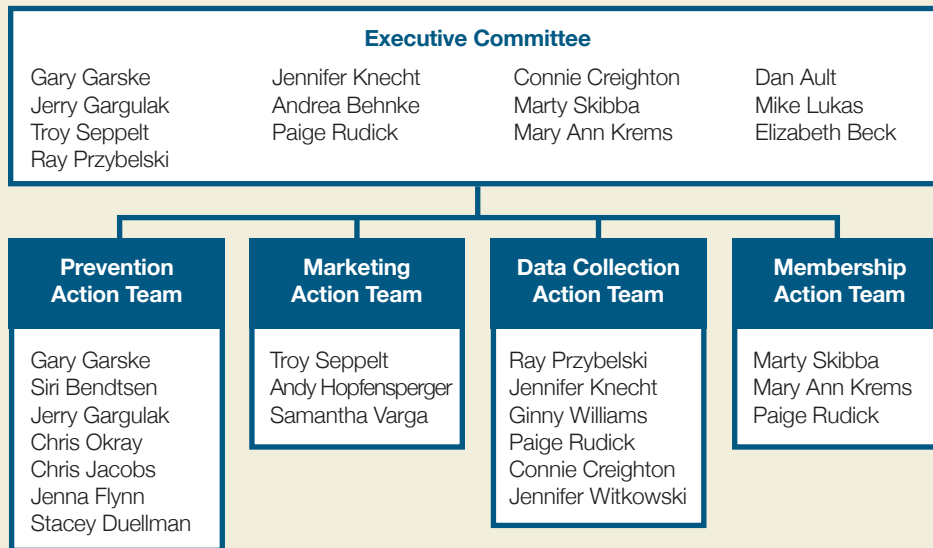 Executive Committee
Gary Garske
Jerry Gargulak
Troy Seppelt
Ray Przybelski
Jennifer Knecht
Andrea Behnke
Paige Rudick
Connie Creighton
Marty Skibba
Mary Ann Krems
Dan Ault
Mike Lukas
Elizabeth Beck
Prevention
Action Team
Gary Garske
Siri Bendtsen
Jerry Gargulak
Chris Okray
Chris Jacobs
Jenna Flynn
Stacey Duellman
Marketing
Action Team
Troy Seppelt
Andy Hopfensperger
Samantha Varga
Data Collection
Action Team
Ray Przybelski
Jennifer Knecht
Ginny Williams
Paige Rudick
Connie Creighton
Jennifer Witkowski
Membership
Action Team
Marty Skibba
Mary Ann Krems
Paige Rudick